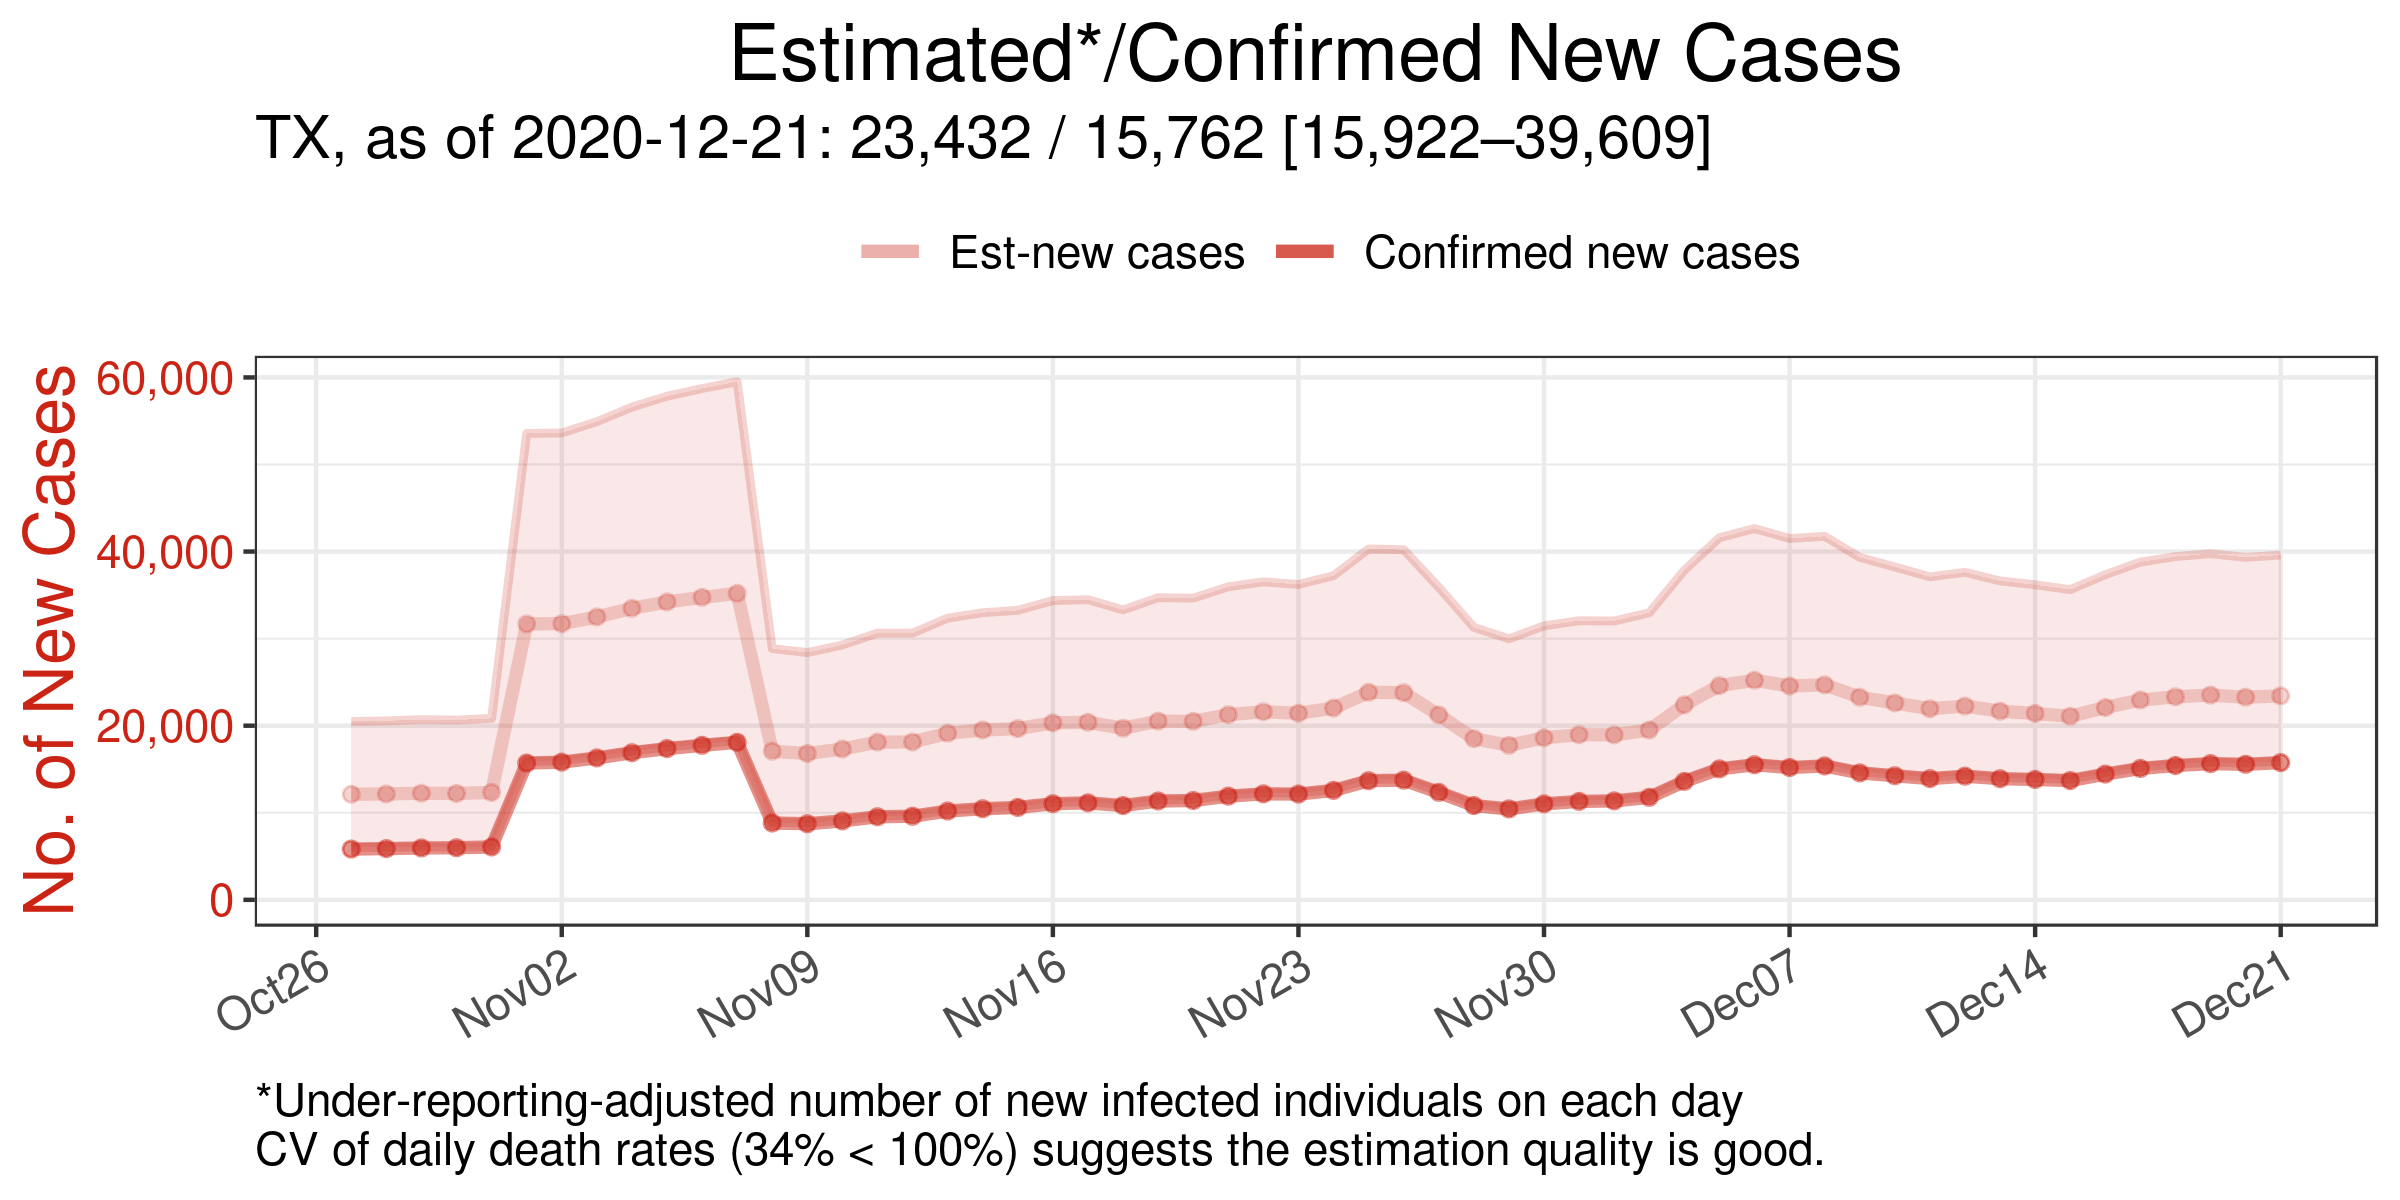 Estimated*/Confirmed New Cases
TX, as of 2020-12-21: 23,432 / 15,762 [15,922–39,609]
Est-new cases
Confirmed new cases
No. of New Cases
60,000
40,000
20,000
0
Oct26
Nov02
Nov09
Nov16
Nov23
Nov30
Dec07
Dec14
Dec21
*Under-reporting-adjusted number of new infected individuals on each day
CV of daily death rates (34% < 100%) suggests the estimation quality is good.